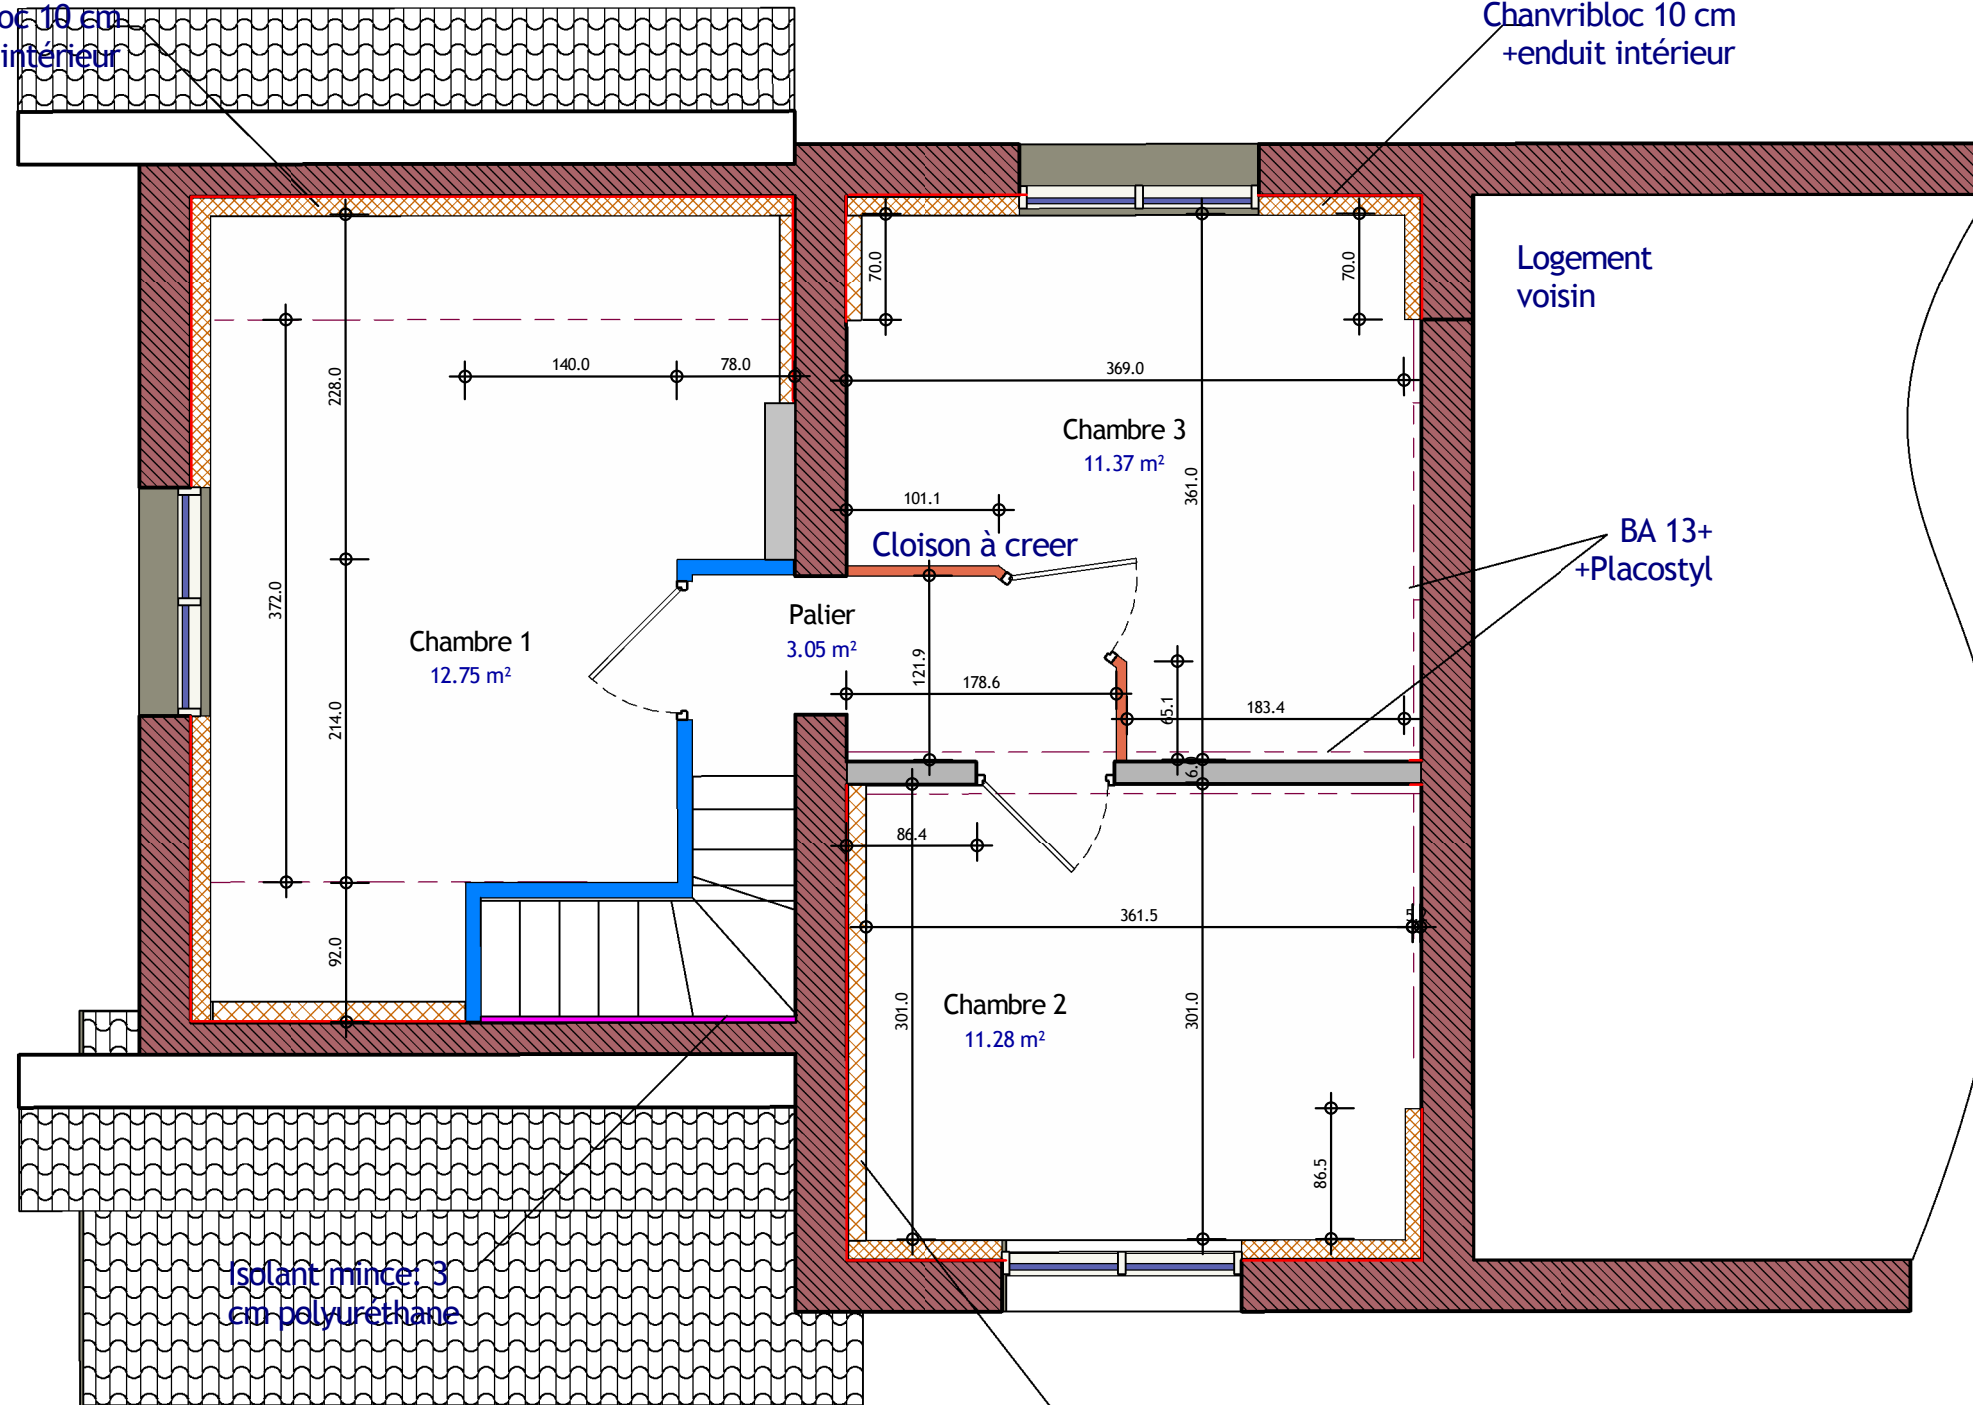 oc 10 cm
intérieur
Chanvribloc 10 cm
+enduit intérieur
Logement
voisin
70.0
70.0
140.0
78.0
228.0
369.0
Chambre 3
11.37 m²
361.0
101.1
Cloison à creer
BA 13+
+Placostyl
372.0
Chambre 1
12.75 m²
Palier
3.05 m²
121.9
178.6
65.1
183.4
214.0
86.4
92.0
361.5
301.0
Chambre 2
11.28 m²
301.0
86.5
Isolant mince: 3
cm polyuréthane